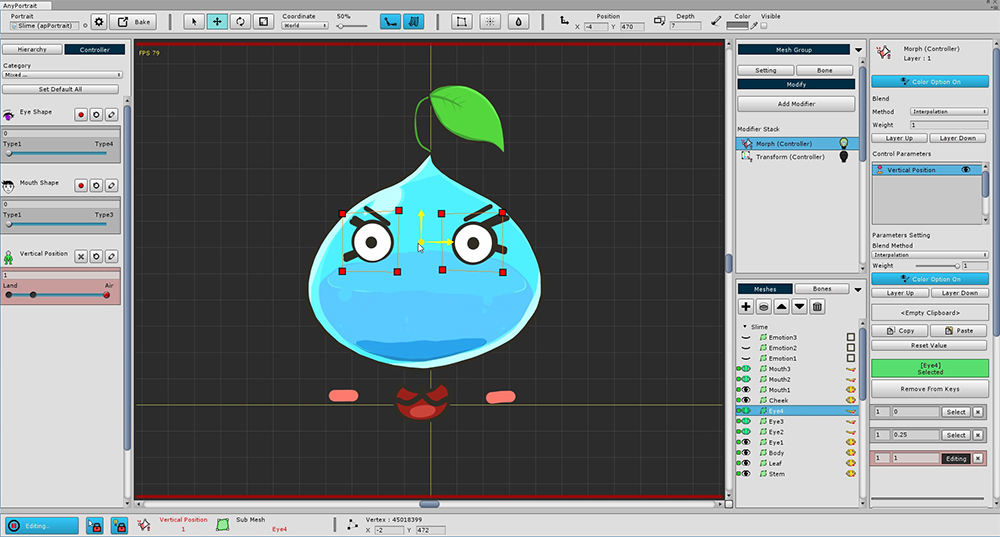 AnyPortrait
Portrait
Slime (apPortrait)
Bake
Coordinate
World
50%
Position
X -4 Y 470
Depth
7
Color
Visible
Hierarchy
Controller
Category
Mixed ...
Set Default All
Eye Shape
0
Type1 Type4
Mouth Shape
0
Type1 Type3
Vertical Position
1
Land Air
FPS 79
Mesh Group
Setting
Bone
Modify
Add Modifier
Modifier Stack
Morph (Controller)
Transform (Controller)
Meshes
Bones
Slime
Emotion3
Emotion2
Emotion1
Mouth3
Mouth2
Mouth1
Cheek
Eye4
Eye3
Eye2
Eye1
Body
Leaf
Stem
Morph (Controller)
Layer : 1
Color Option On
Blend
Method Interpolation
Weight 1
Layer Up Layer Down
Control Parameters
Vertical Position
Parameters Setting
Blend Method
Interpolation
Weight 1
Color Option On
Layer Up Layer Down
<Empty Clipboard>
Copy Paste
Reset Value
[Eye4]
Selected
Remove From Keys
1 0 Select
1 0.25 Select
1 1 Editing
Editing..
Vertical Position
1
Sub Mesh
Eye4
Vertex : 45018399
X -2 Y 472